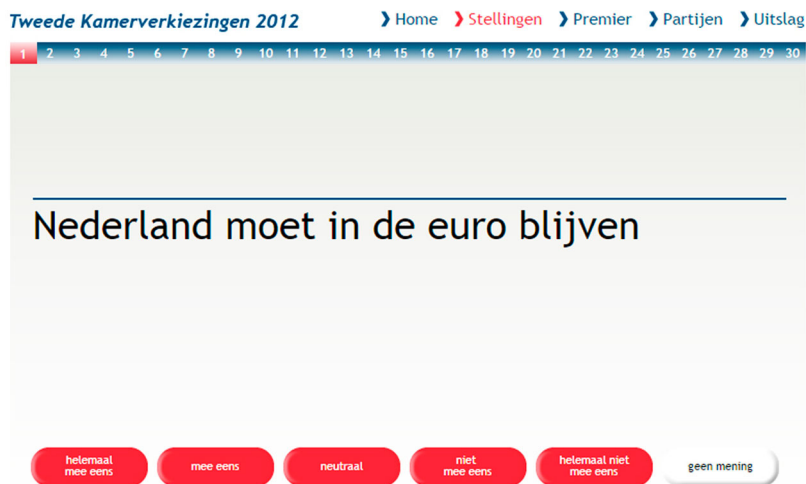 Tweede Kamerverkiezingen 2012 ❯ Home ❯ Stellingen ❯ Premier ❯ Partijen ❯ Uitslag
1 2 3 4 5 6 7 8 9 10 11 12 13 14 15 16 17 18 19 20 21 22 23 24 25 26 27 28 29 30
Nederland moet in de euro blijven
helemaal
mee eens
mee eens
neutraal
niet
mee eens
helemaal niet
mee eens
geen mening